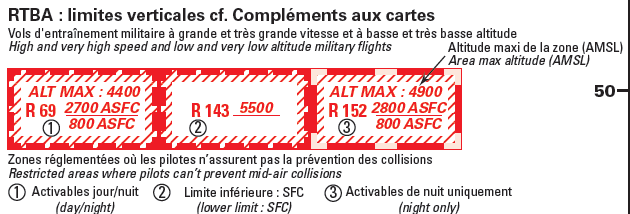 RTBA : limites verticales cf. Compléments aux cartes
Vols d'entraînement militaire à grande et très grande vitesse et à basse et très basse altitude
High and very high speed and low and very low altitude military flights
Altitude maxi de la zone (AMSL)
Area max altitude (AMSL)
ALT MAX : 4400
R 69 2700 ASFC
800 ASFC
1
R 143 5500
2
ALT MAX : 4900
R 152 2800 ASFC
800 ASFC
3
50
Zones réglementées où les pilotes n'assurent pas la prévention des collisions
Restricted areas where pilots can't prevent mid-air collisions
1 Activables jour/nuit
(day/night)
2 Limite inférieure : SFC
(lower limit : SFC)
3 Activables de nuit uniquement
(night only)